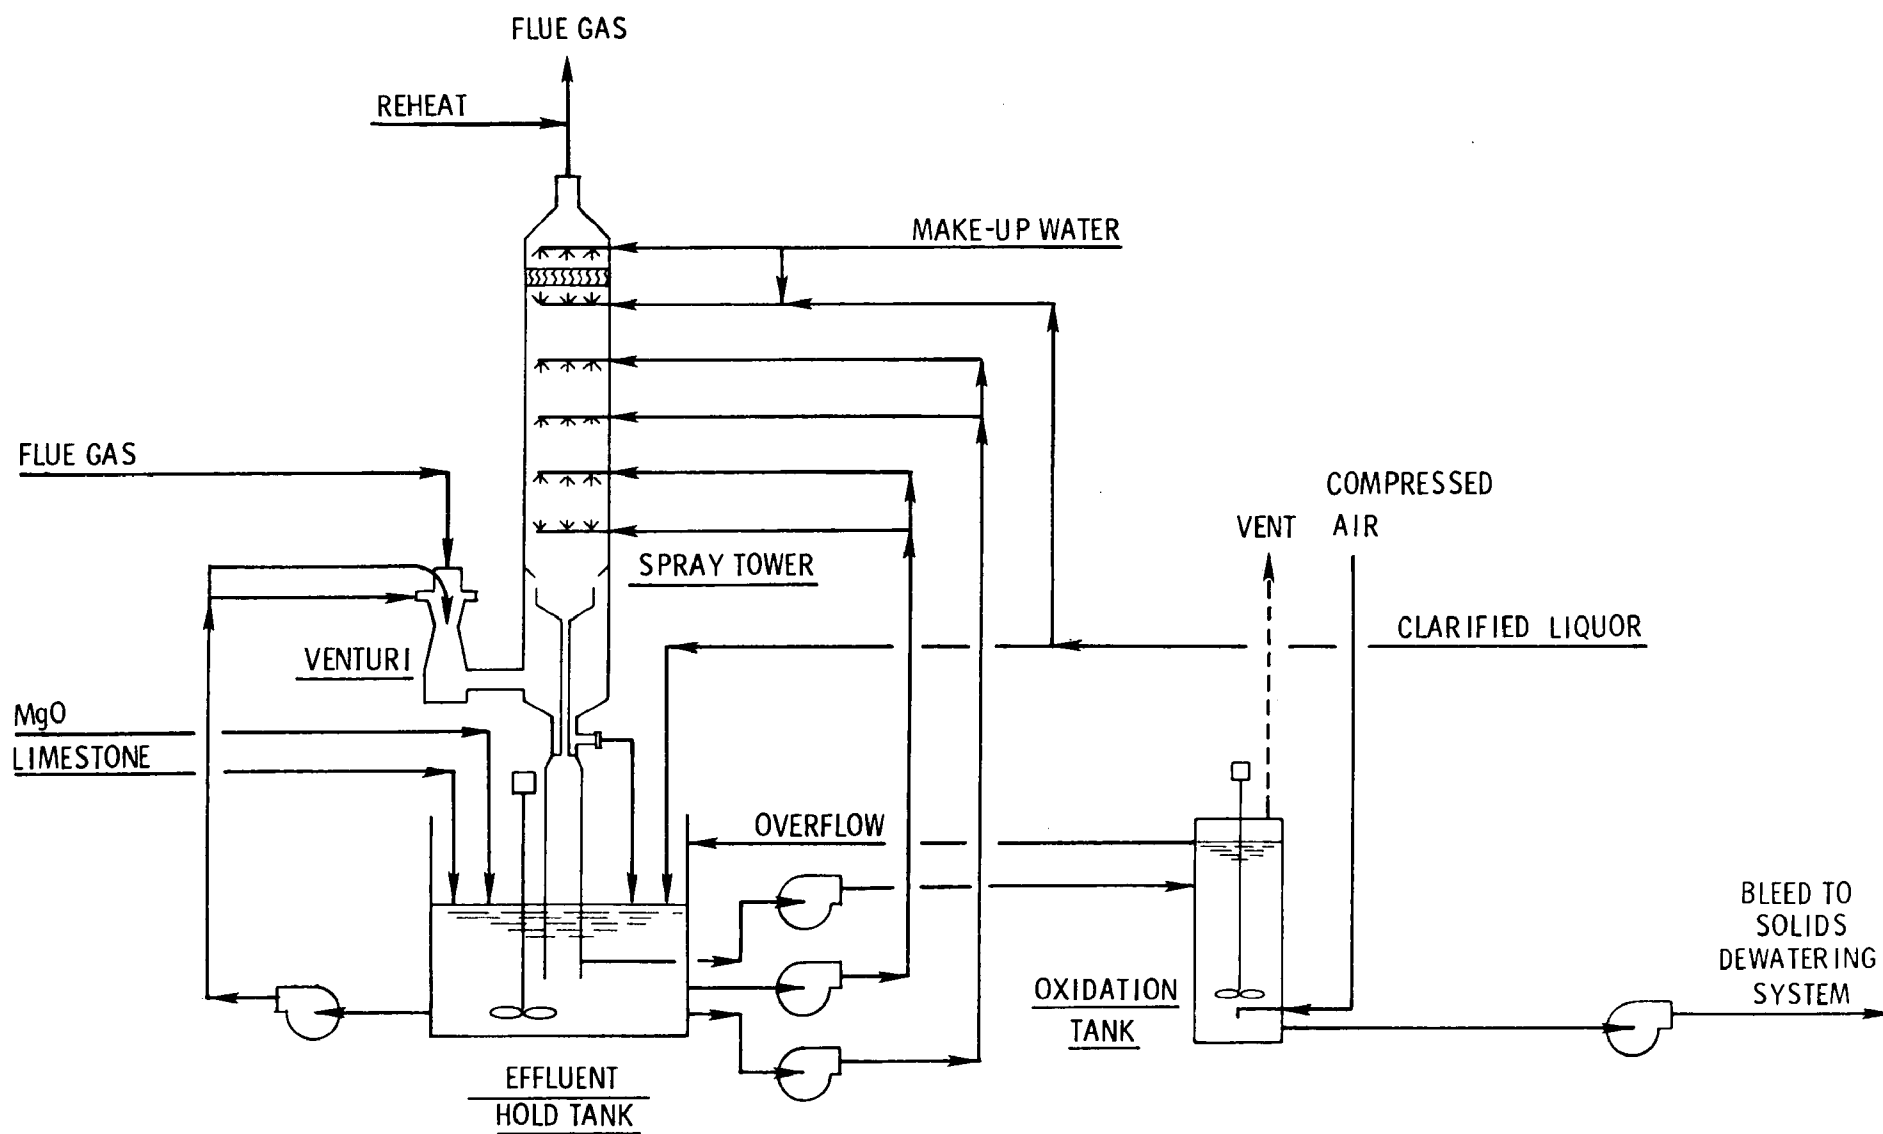 FLUE GAS
REHEAT
MAKE-UP WATER
FLUE GAS
COMPRESSED
VENT AIR
SPRAY TOWER
CLARIFIED LIQUOR
VENTURI
MgO
LIMESTONE
OVERFLOW
BLEED TO
SOLIDS
DEWATERING
SYSTEM
OXIDATION
TANK
EFFLUENT
HOLD TANK